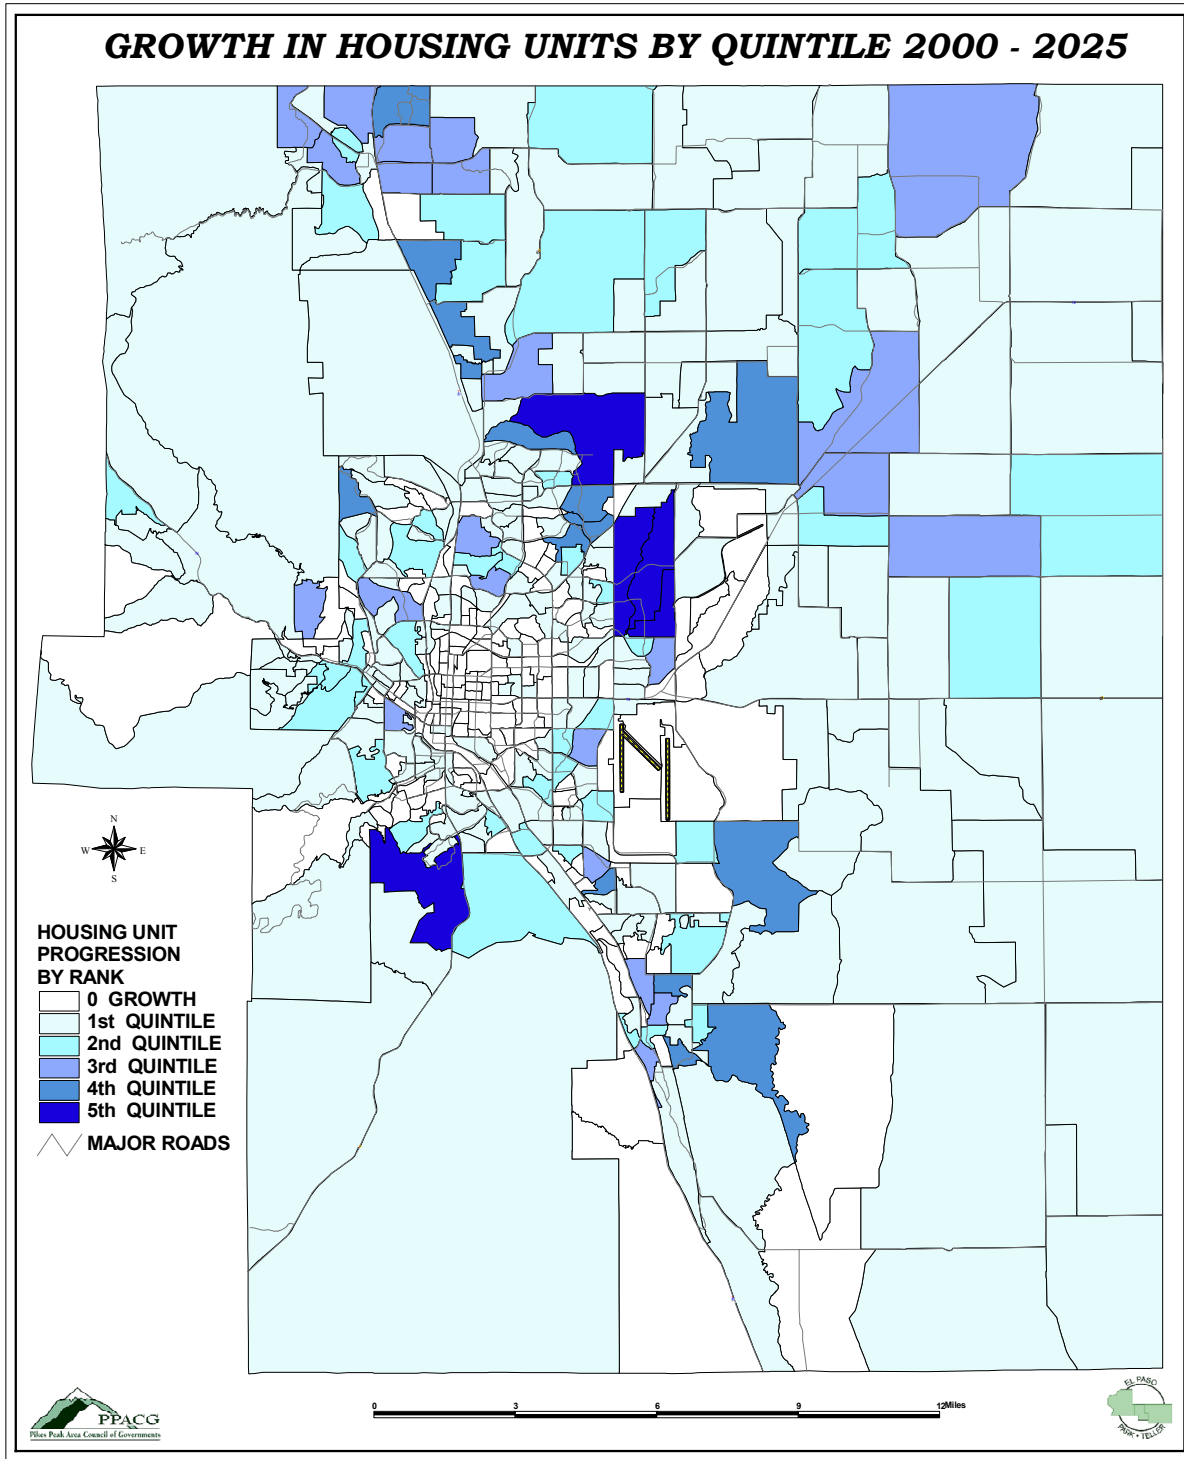 GROWTH IN HOUSING UNITS BY QUINTILE 2000 - 2025
N
W E
S
HOUSING UNIT
PROGRESSION
BY RANK
0 GROWTH
1st QUINTILE
2nd QUINTILE
3rd QUINTILE
4th QUINTILE
5th QUINTILE
MAJOR ROADS
PPACG
Pikes Peak Area Council of Governments
0 3 6 9 12 Miles
EL PASO
PARK • TELLER